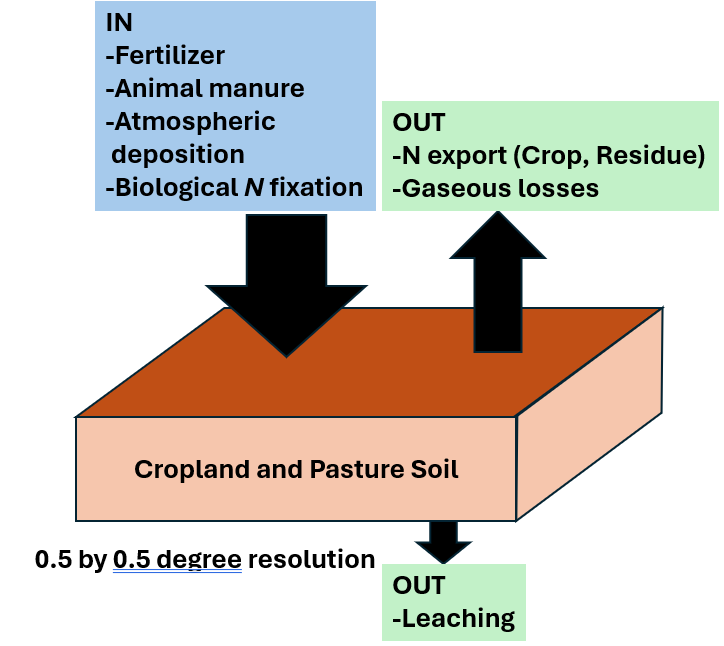 IN
-Fertilizer
-Animal manure
-Atmospheric
deposition
-Biological N fixation
OUT
-N export (Crop, Residue)
-Gaseous losses
Cropland and Pasture Soil
0.5 by 0.5 degree resolution
OUT
-Leaching